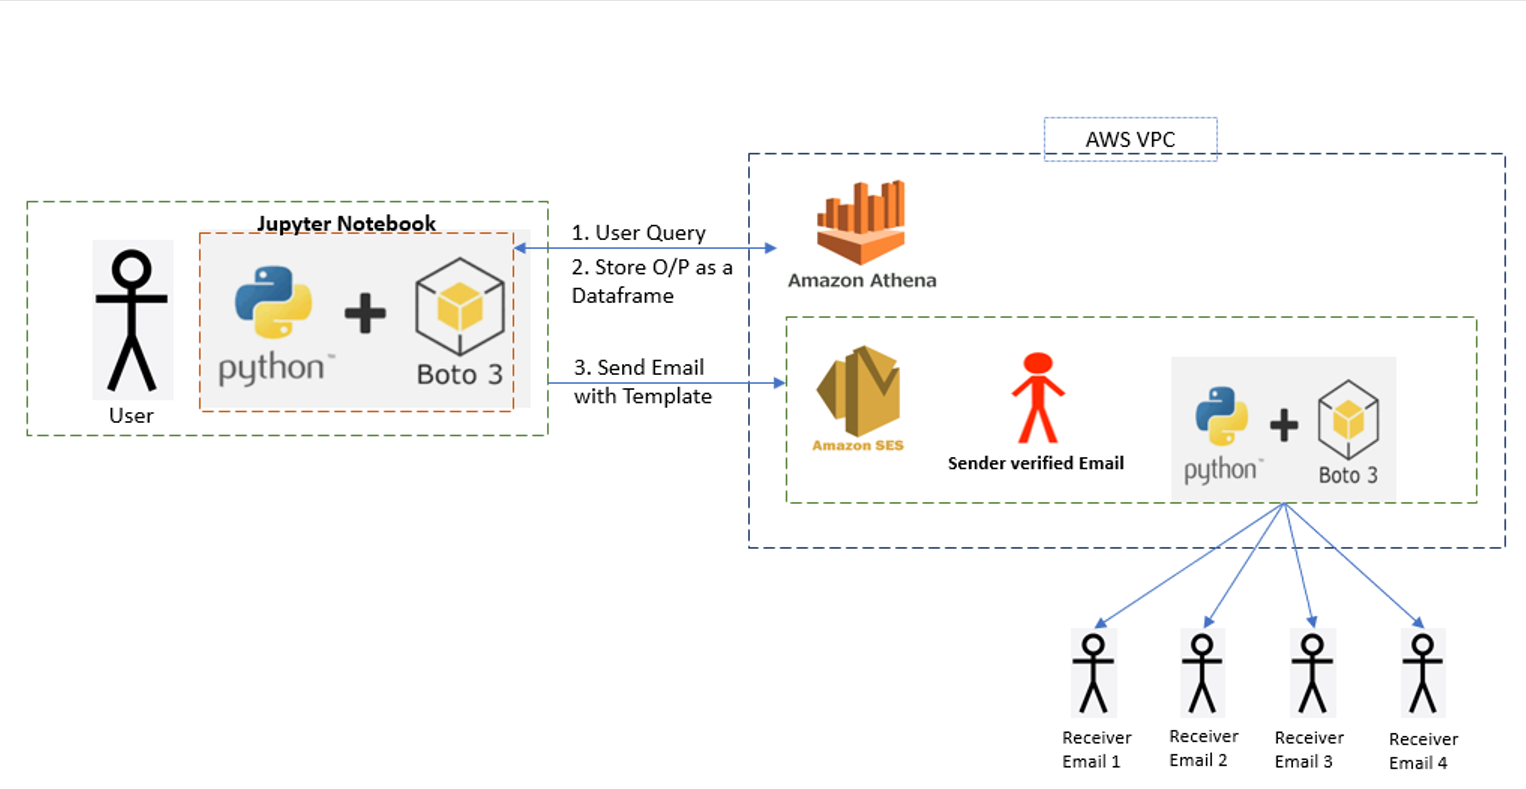 AWS VPC
Jupyter Notebook
python™
Boto 3
User
1. User Query
2. Store O/P as a
Dataframe
3. Send Email
with Template
Amazon Athena
Amazon SES
Sender verified Email
python™
Boto 3
Receiver
Email 1
Receiver
Email 2
Receiver
Email 3
Receiver
Email 4